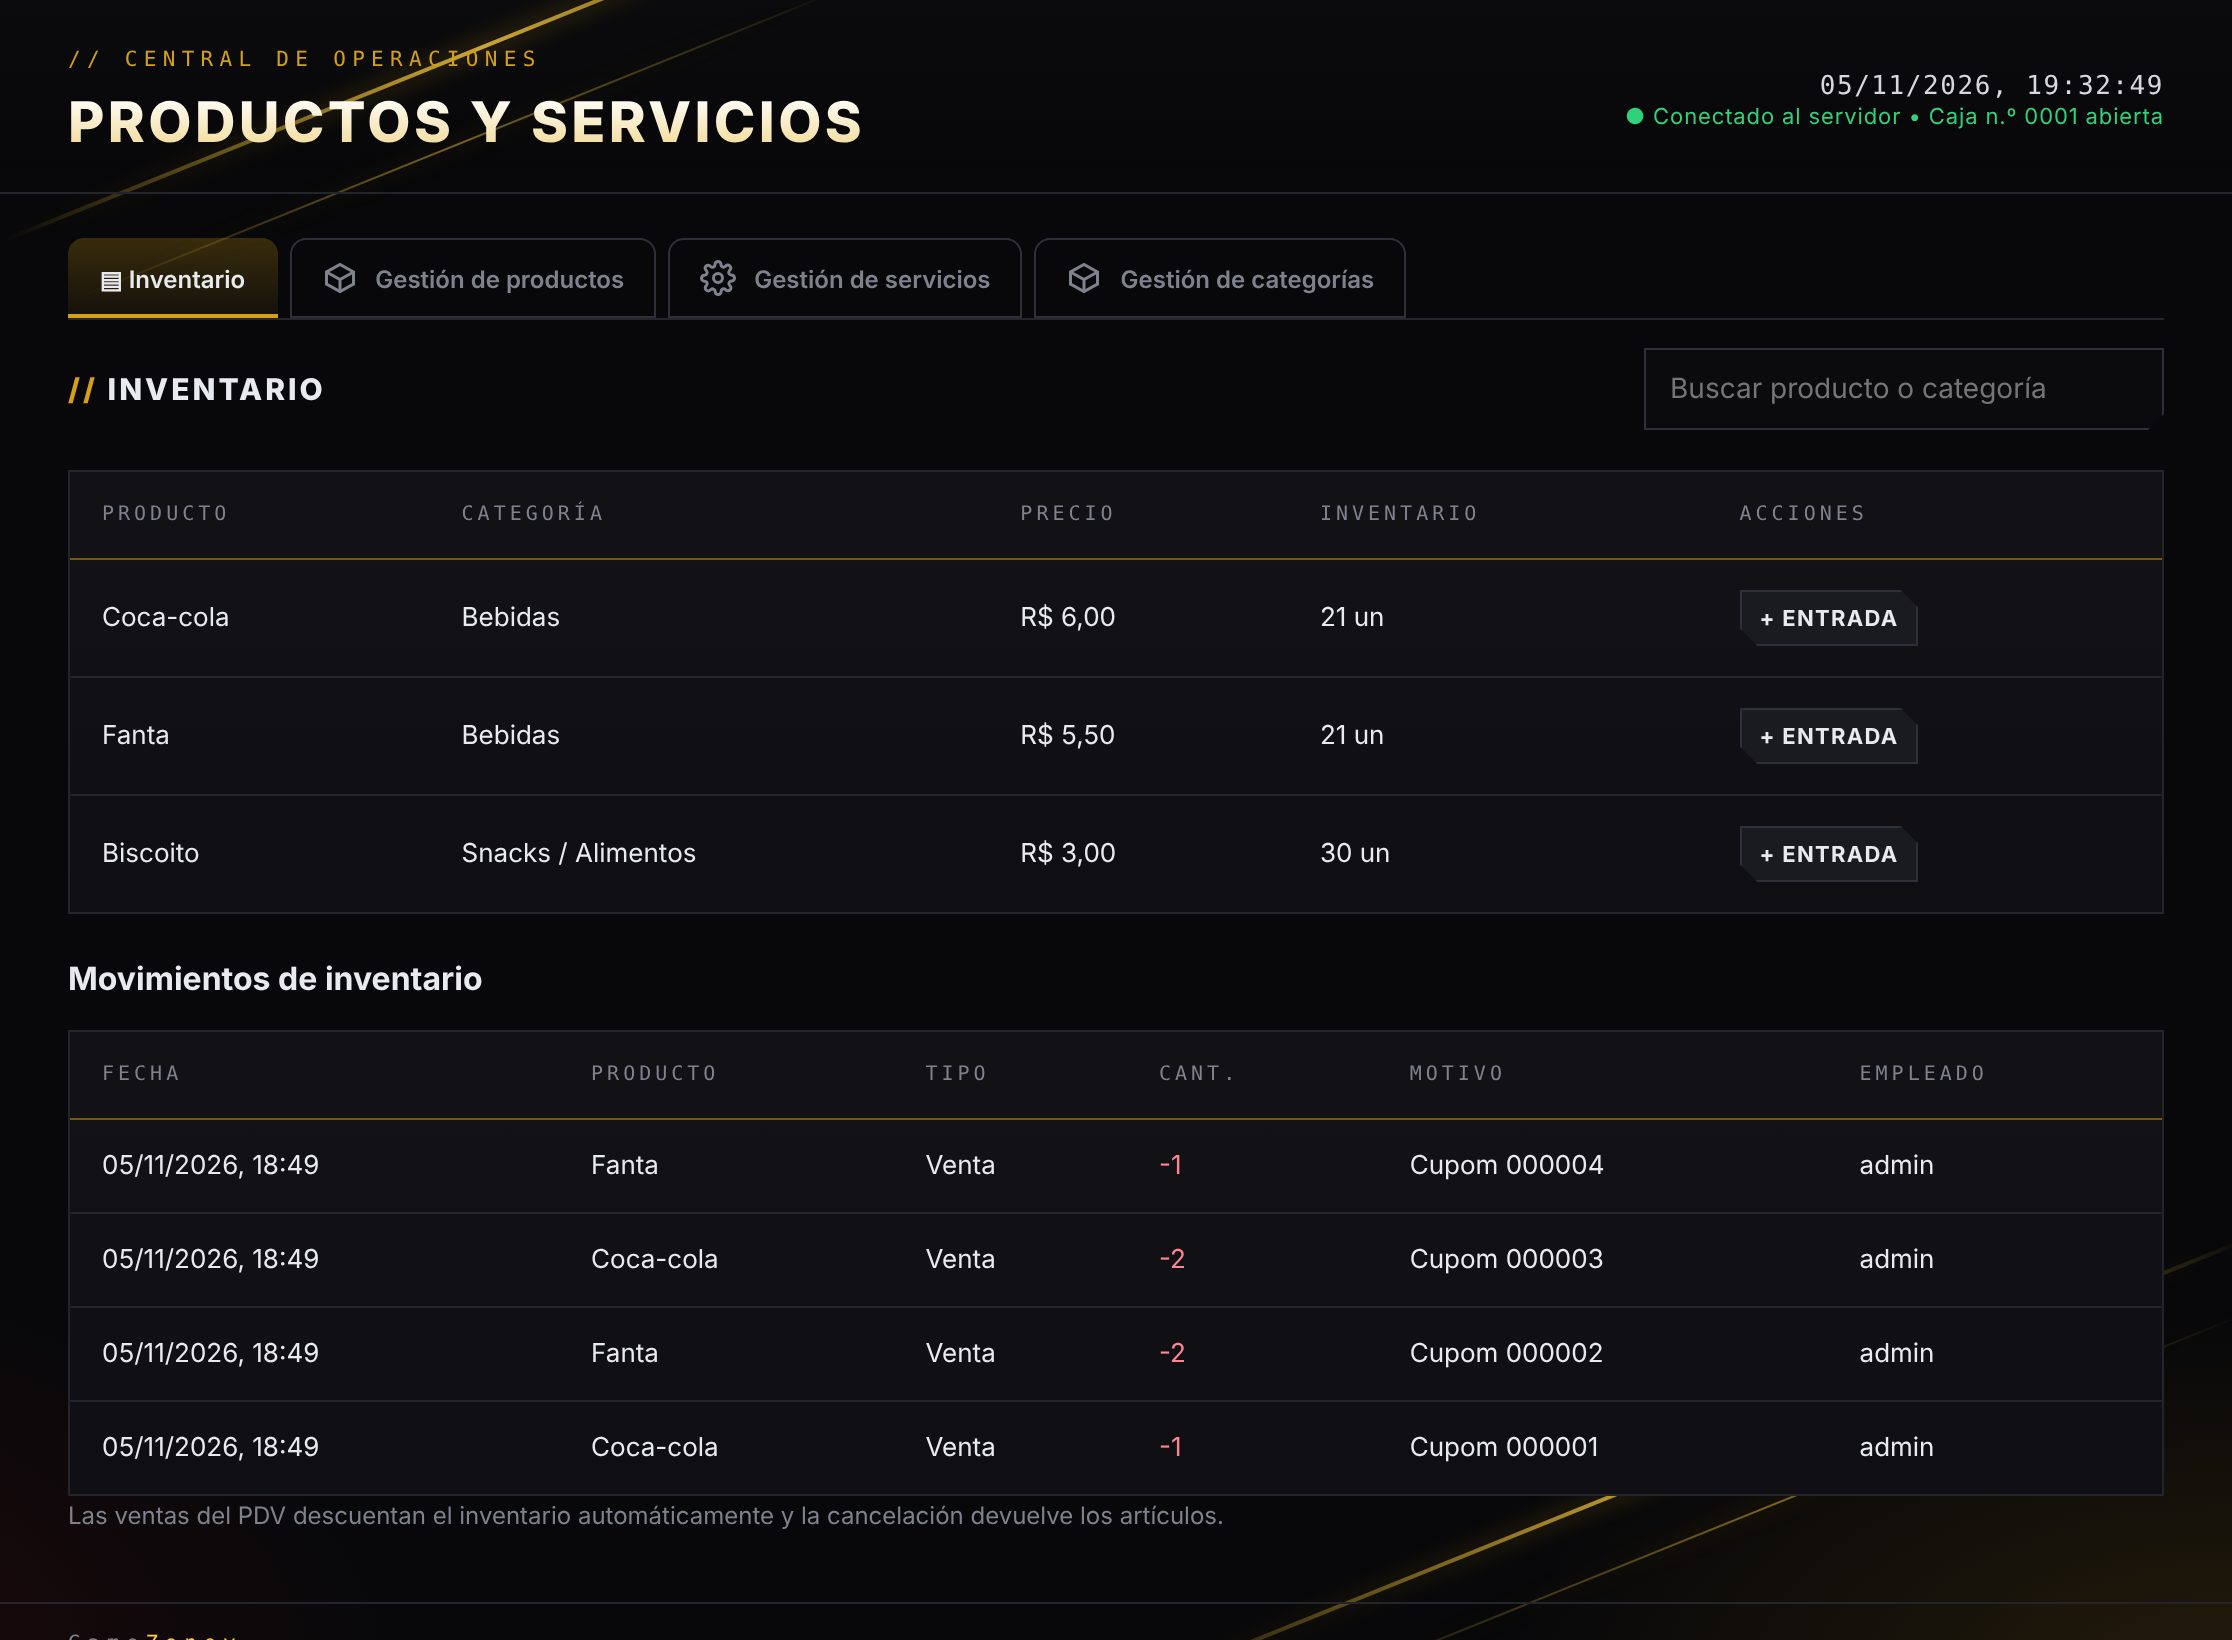 // CENTRAL DE OPERACIONES
PRODUCTOS Y SERVICIOS
05/11/2026, 19:32:49
Conectado al servidor • Caja n.º 0001 abierta
Inventario
Gestión de productos
Gestión de servicios
Gestión de categorías
// INVENTARIO
Buscar producto o categoría
PRODUCTO CATEGORÍA PRECIO INVENTARIO ACCIONES
Coca-cola Bebidas R$ 6,00 21 un + ENTRADA
Fanta Bebidas R$ 5,50 21 un + ENTRADA
Biscoito Snacks / Alimentos R$ 3,00 30 un + ENTRADA
Movimientos de inventario
FECHA PRODUCTO TIPO CANT. MOTIVO EMPLEADO
05/11/2026, 18:49 Fanta Venta -1 Cupom 000004 admin
05/11/2026, 18:49 Coca-cola Venta -2 Cupom 000003 admin
05/11/2026, 18:49 Fanta Venta -2 Cupom 000002 admin
05/11/2026, 18:49 Coca-cola Venta -1 Cupom 000001 admin
Las ventas del PDV descuentan el inventario automáticamente y la cancelación devuelve los artículos.